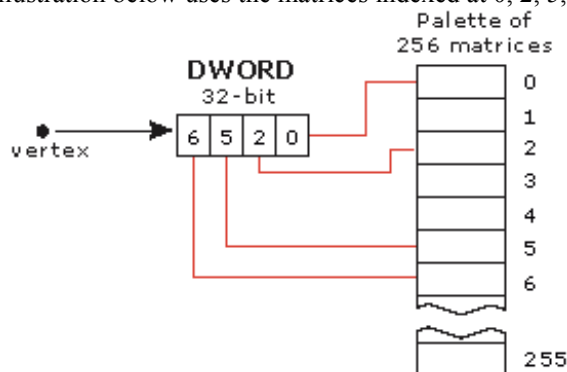 illustration below uses the matrices indexed at 0, 2, 5,
Palette of
256 matrices
DWORD
32-bit
vertex
6 5 2 0
0
1
2
3
4
5
6
255